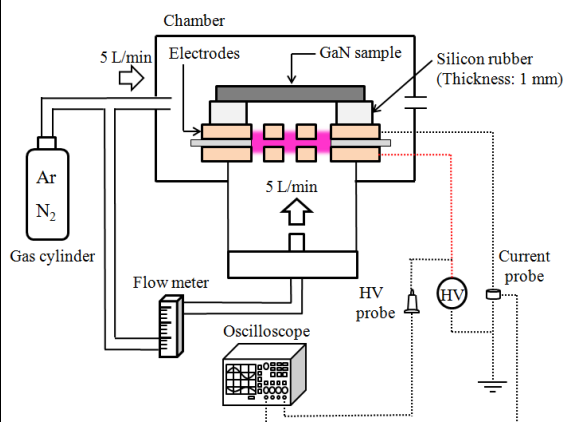 Chamber
5 L/min
Electrodes
GaN sample
Silicon rubber
(Thickness: 1 mm)
Ar
N₂
Gas cylinder
5 L/min
Flow meter
Oscilloscope
HV
probe
HV
Current
probe